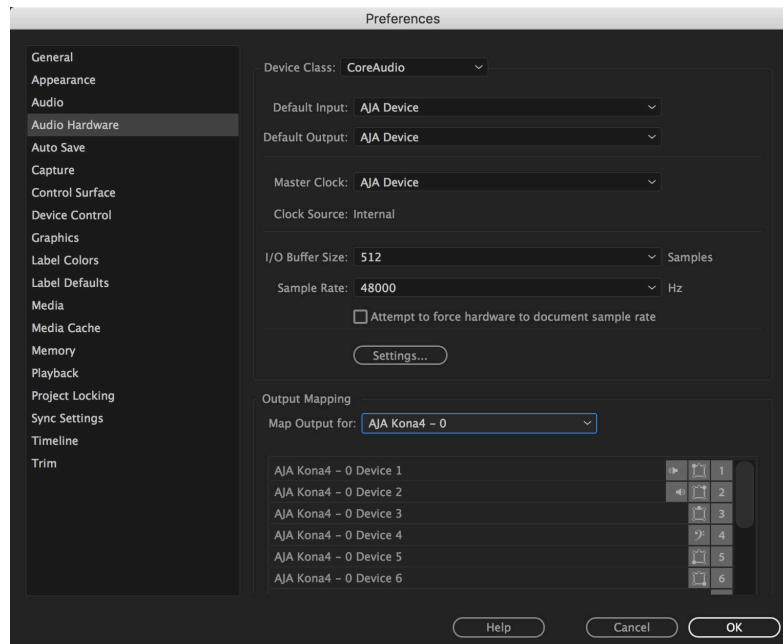 Preferences
General
Appearance
Audio
Audio Hardware
Auto Save
Capture
Control Surface
Device Control
Graphics
Label Colors
Label Defaults
Media
Media Cache
Memory
Playback
Project Locking
Sync Settings
Timeline
Trim
Device Class: CoreAudio
Default Input: AJA Device
Default Output: AJA Device
Master Clock: AJA Device
Clock Source: Internal
I/O Buffer Size: 512 Samples
Sample Rate: 48000 Hz
Attempt to force hardware to document sample rate
Settings...
Output Mapping
Map Output for: AJA Kona4 – 0
AJA Kona4 – 0 Device 1 1
AJA Kona4 – 0 Device 2 2
AJA Kona4 – 0 Device 3 3
AJA Kona4 – 0 Device 4 4
AJA Kona4 – 0 Device 5 5
AJA Kona4 – 0 Device 6 6
Help Cancel OK